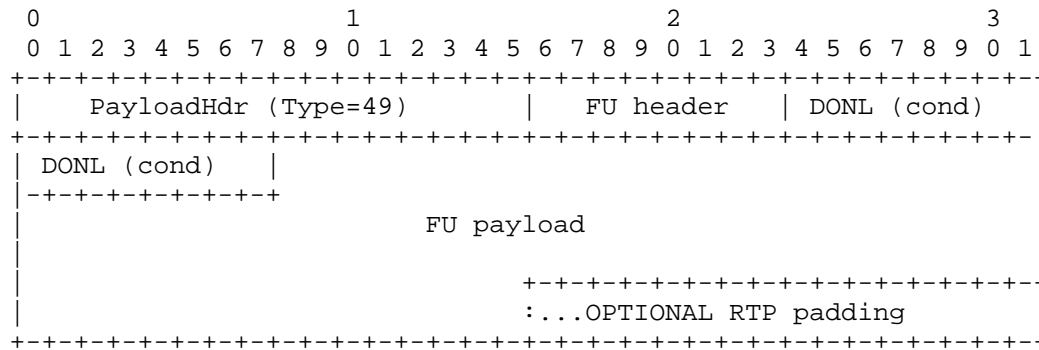 0                   1                   2                   3
 0 1 2 3 4 5 6 7 8 9 0 1 2 3 4 5 6 7 8 9 0 1 2 3 4 5 6 7 8 9 0 1
+-+-+-+-+-+-+-+-+-+-+-+-+-+-+-+-+-+-+-+-+-+-+-+-+-+-+-+-+-+-+-+--
|    PayloadHdr (Type=49)       |   FU header   | DONL (cond)
+-+-+-+-+-+-+-+-+-+-+-+-+-+-+-+-+-+-+-+-+-+-+-+-+-+-+-+-+-+-+-+-
| DONL (cond)   |
|-+-+-+-+-+-+-+-+
|                         FU payload
|
|                               +-+-+-+-+-+-+-+-+-+-+-+-+-+-+-+--
|                               :...OPTIONAL RTP padding
+-+-+-+-+-+-+-+-+-+-+-+-+-+-+-+-+-+-+-+-+-+-+-+-+-+-+-+-+-+-+-+--